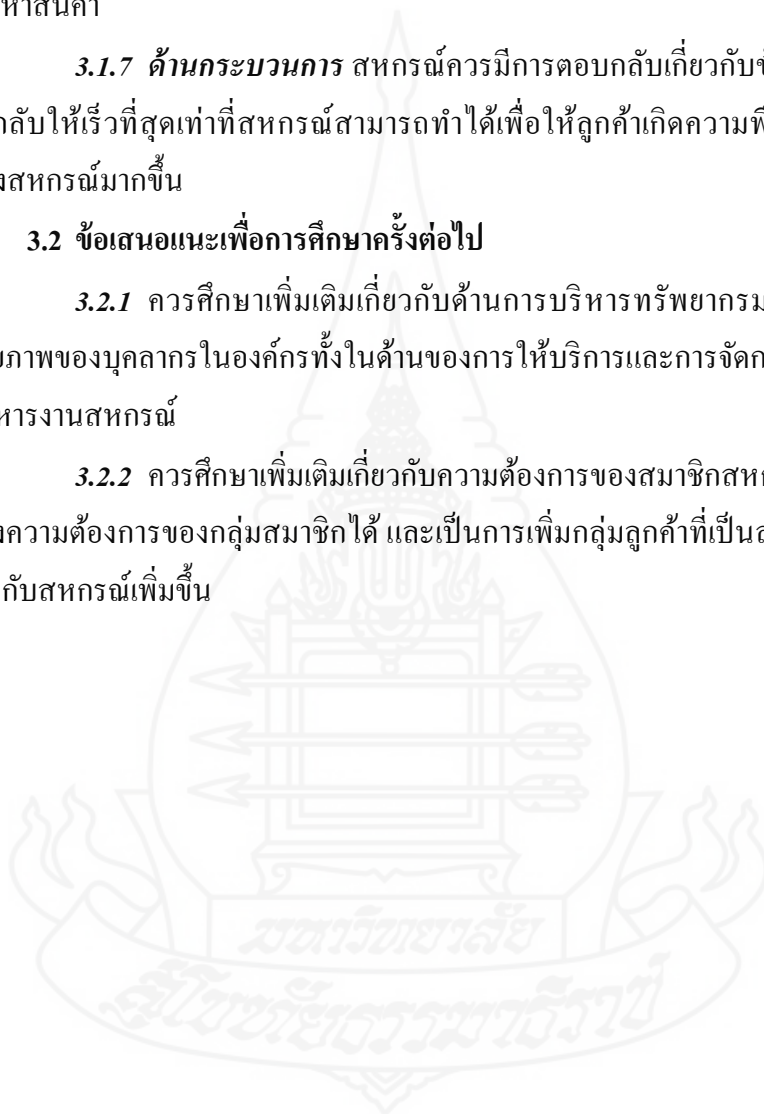 3.1.7 ด้านกระบวนการ สหกรณ์ควรมีการตอบกลับเกี่ยวกับ
กลับให้เร็วที่สุดเท่าที่สหกรณ์สามารถทำได้เพื่อให้ลูกค้าเกิดความ
สหกรณ์มากขึ้น
3.2 ข้อเสนอแนะเพื่อการศึกษาครั้งต่อไป
3.2.1 ควรศึกษาเพิ่มเติมเกี่ยวกับด้านการบริหารทรัพยากร
ภาพของบุคลากรในองค์กรทั้งในด้านของการให้บริการและการ
หารงานสหกรณ์
3.2.2 ควรศึกษาเพิ่มเติมเกี่ยวกับความต้องการของสมาชิก
ความต้องการของกลุ่มสมาชิกได้ และเป็นการเพิ่มกลุ่มลูกค้าที่เป็น
กับสหกรณ์เพิ่มขึ้น
มหาวิทยาลัย
สุโขทัยธรรมาธิราช